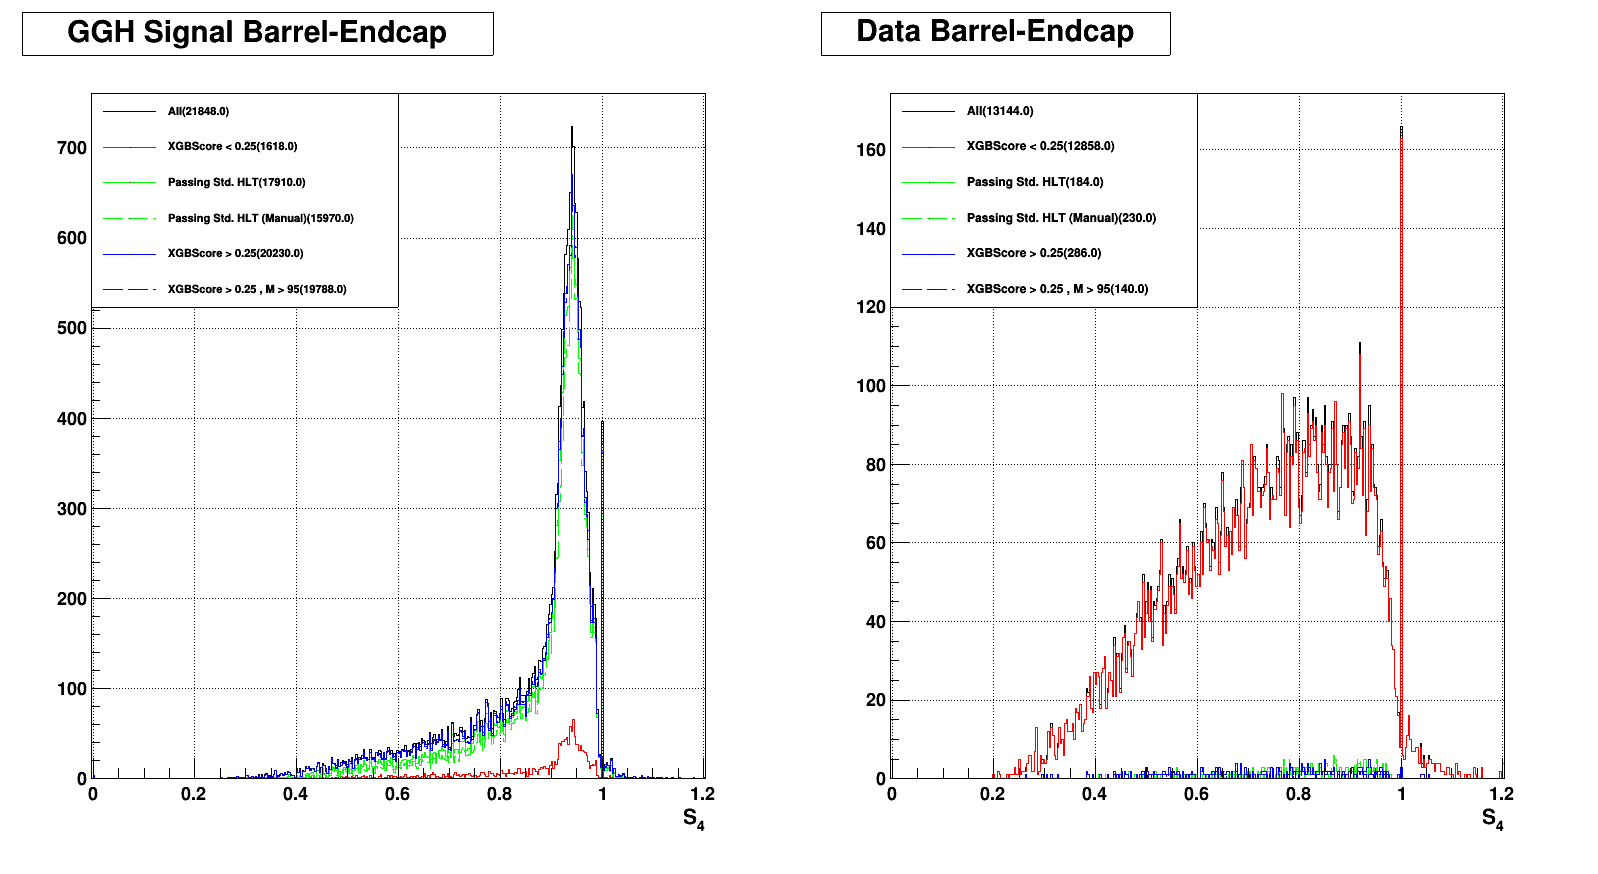 GGH Signal Barrel-Endcap
All(21848.0)
XGBScore < 0.25(1618.0)
Passing Std. HLT(17910.0)
Passing Std. HLT (Manual)(15970.0)
XGBScore > 0.25(20230.0)
XGBScore > 0.25 , M > 95(19788.0)
700
600
500
400
300
200
100
0
0 0.2 0.4 0.6 0.8 1 1.2
S4
Data Barrel-Endcap
All(13144.0)
XGBScore < 0.25(12858.0)
Passing Std. HLT(184.0)
Passing Std. HLT (Manual)(230.0)
XGBScore > 0.25(286.0)
XGBScore > 0.25 , M > 95(140.0)
160
140
120
100
80
60
40
20
0
0 0.2 0.4 0.6 0.8 1 1.2
S4